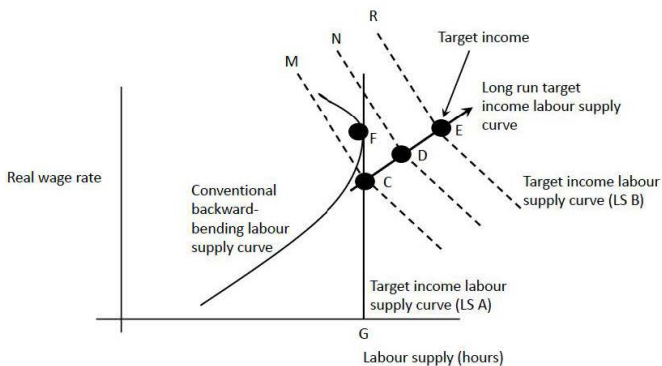 R
N
M
Target income
Long run target
income labour supply
curve
E
F
D
C
Real wage rate
Conventional
backward-
bending labour
supply curve
Target income labour
supply curve (LS B)
Target income labour
supply curve (LS A)
G
Labour supply (hours)